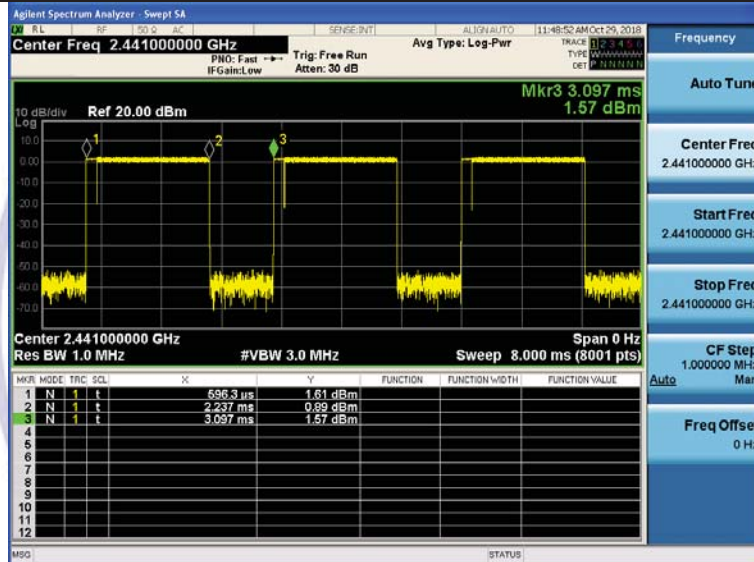 Agilent Spectrum Analyzer - Swept SA
RL RF 50 Ω AC SENSE:INT ALIGN AUTO 11:48:52 AM Oct 29, 2018
Center Freq 2.441000000 GHz
PNO: Fast
IFGain:Low
Trig: Free Run
Atten: 30 dB
Avg Type: Log-Pwr
TRACE 1 2 3 4 5 6
TYPE
DET P N N N N N
Mkr3 3.097 ms
1.57 dBm
10 dB/div Ref 20.00 dBm
Log
10.0
0.00
-10.0
-20.0
-30.0
-40.0
-50.0
-60.0
-70.0
1
2
3
Center 2.441000000 GHz Span 0 Hz
Res BW 1.0 MHz #VBW 3.0 MHz Sweep 8.000 ms (8001 pts)
MKR MODE TRC SCL X Y FUNCTION FUNCTION WIDTH FUNCTION VALUE
1 N 1 t 596.3 µs 1.61 dBm
2 N 1 t 2.237 ms 0.89 dBm
3 N 1 t 3.097 ms 1.57 dBm
4
5
6
7
8
9
10
11
12
MSG STATUS
Frequency
Auto Tune
Center Freq
2.441000000 GHz
Start Freq
2.441000000 GHz
Stop Freq
2.441000000 GHz
CF Step
1.000000 MHz
Auto Man
Freq Offset
0 Hz